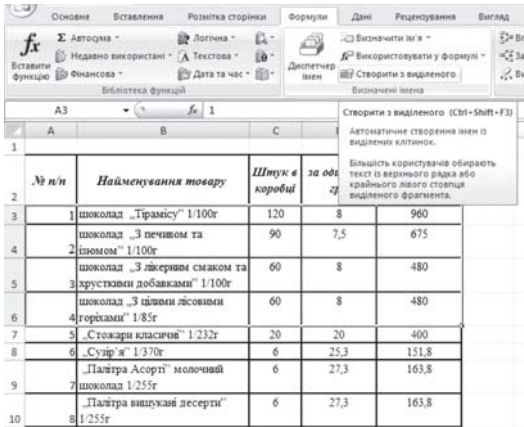 Основне Вставлення Розмітка сторінки Формули Дані Рецензування Вигляд
fx
Вставити функцію
Σ Автосума
Недавно використані
Фінансова
Логічна
Текстова
Дата та час
Бібліотека функцій
Диспетчер імен
Визначити ім'я
Використовувати у формулі
Створити з виділеного
Визначені імена
A3 fx 1
Створити з виділеного (Ctrl+Shift+F3)
Автоматичне створення імен із
виділених клітинок.
Більшість користувачів обирають
текст із верхнього рядка або
крайнього лівого стовпця
виділеного фрагмента.
A B C
1
2 № п/п Найменування товару Штук в коробці за
3 1 шоколад „Тірамісу" 1/100г 120 8 960
шоколад „З печивом та
4 2 ізюмом" 1/100г 90 7,5 675
шоколад „З лікерним смаком та
5 3 хрусткими добавками" 1/100г 60 8 480
шоколад „З цілими лісовими
6 4 горіхами" 1/85г 60 8 480
7 5 „Стожари класичні" 1/232г 20 20 400
8 6 „Сузір'я" 1/370г 6 25,3 151,8
„Палітра Асорті" молочний
9 7 шоколад 1/255г 6 27,3 163,8
„Палітра вишукані десерти"
10 8 1/255г 6 27,3 163,8